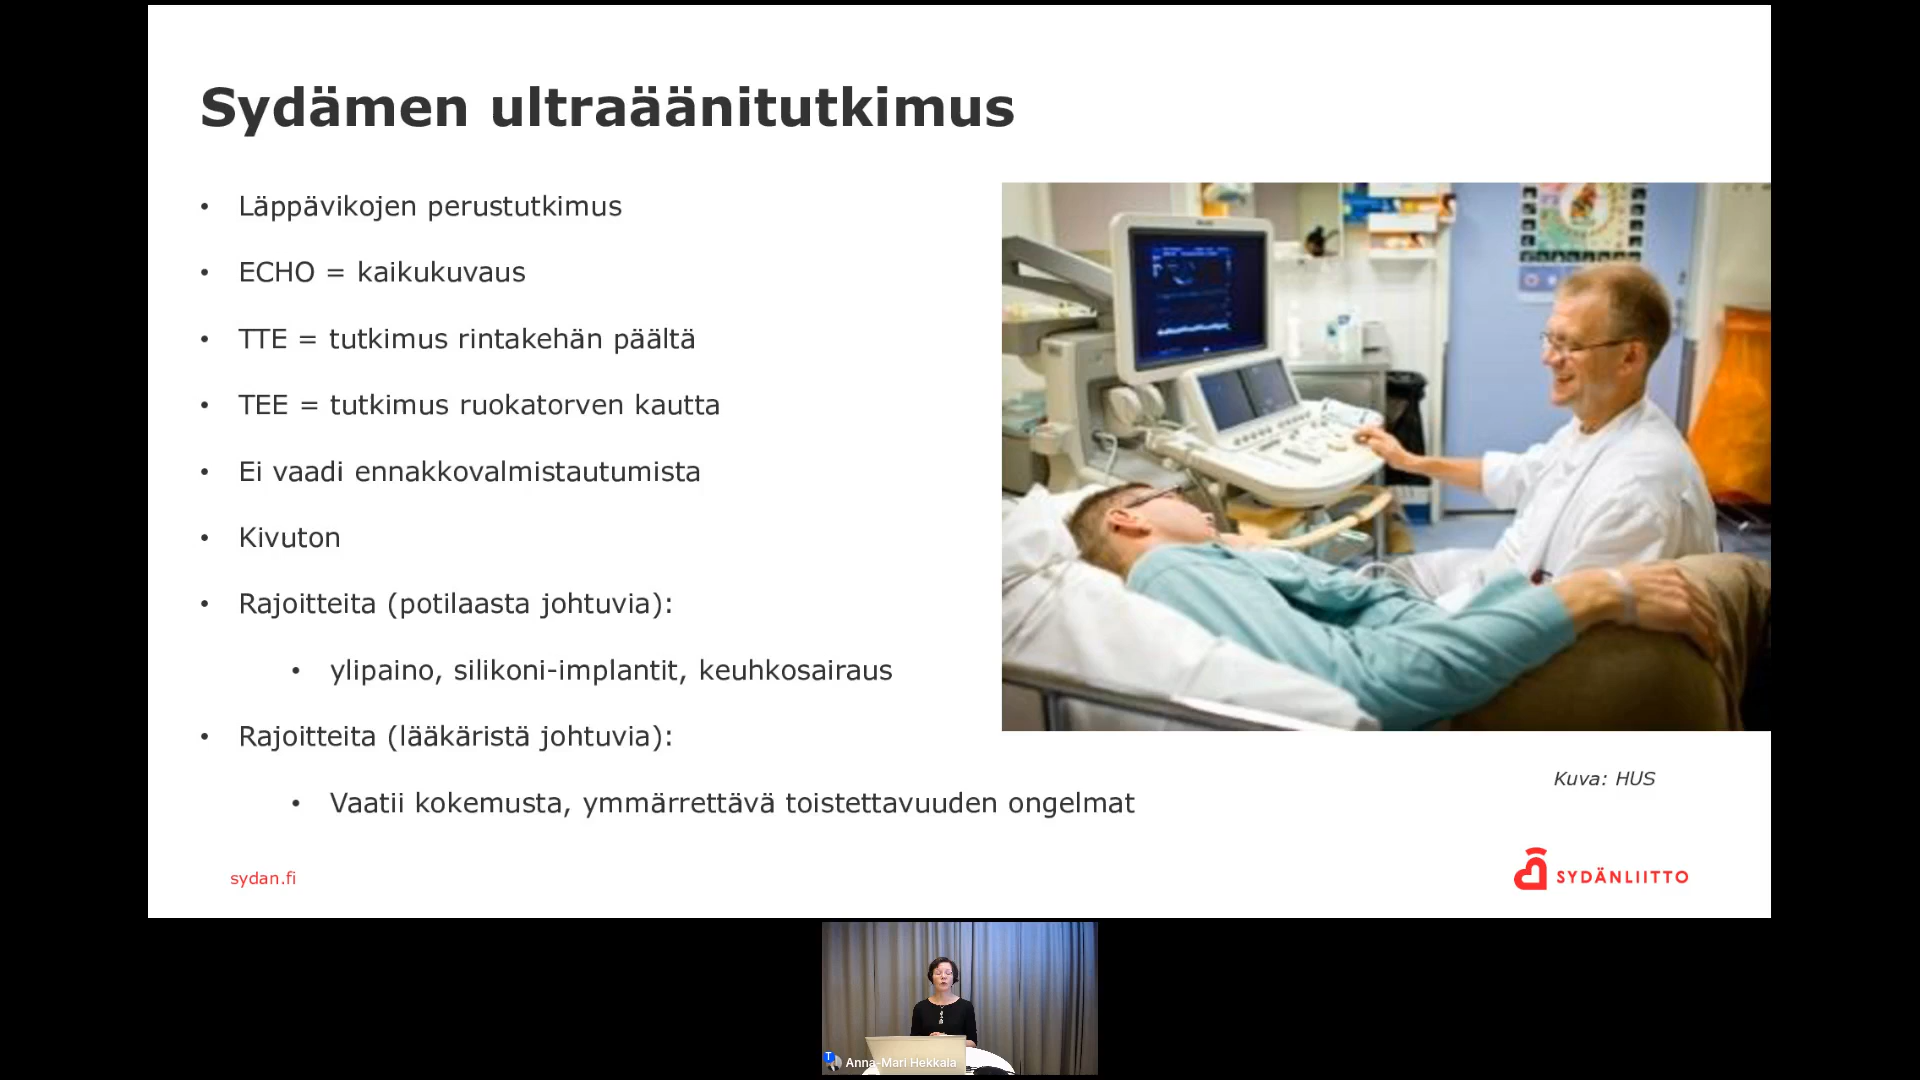 Sydämen ultraäänitutkimus
• Läppävikojen perustutkimus
• ECHO = kaikukuvaus
• TTE = tutkimus rintakehän päältä
• TEE = tutkimus ruokatorven kautta
• Ei vaadi ennakkovalmistautumista
• Kivuton
• Rajoitteita (potilaasta johtuvia):
• ylipaino, silikoni-implantit, keuhkosairaus
• Rajoitteita (lääkäristä johtuvia):
• Vaatii kokemusta, ymmärrettävä toistettavuuden ongelmat
Kuva: HUS
sydan.fi
SYDÄNLIITTO
T
Anna-Mari Hekkala